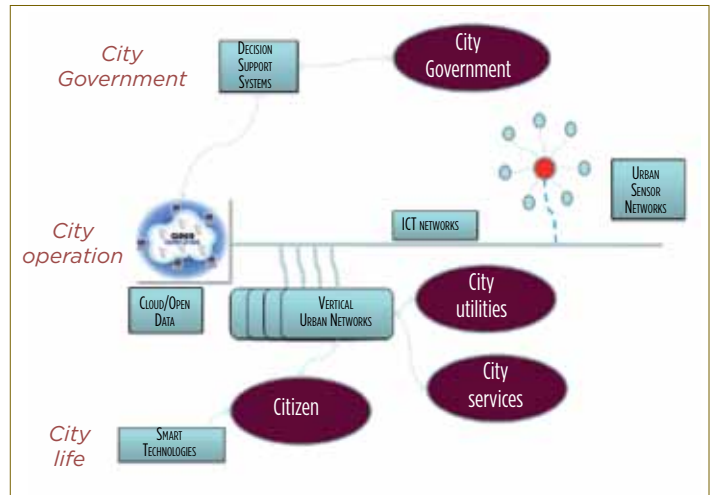 City
Government
DECISION
SUPPORT
SYSTEMS
City
Government
URBAN
SENSOR
NETWORKS
ICT NETWORKS
City
operation
CLOUD/OPEN
DATA
VERTICAL
URBAN NETWORKS
City
utilities
City
services
Citizen
City
life
SMART
TECHNOLOGIES